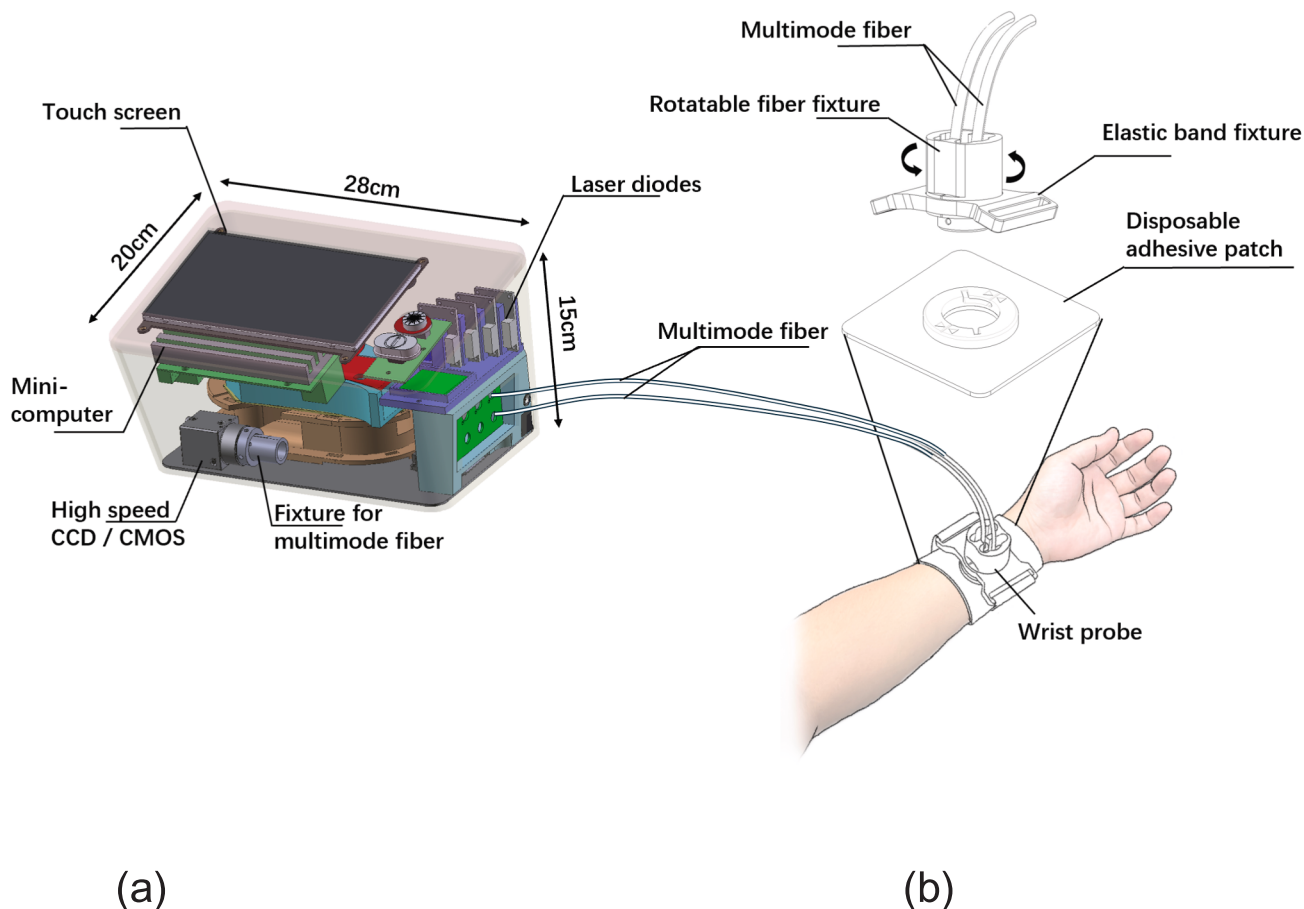 Multimode fiber
Rotatable fiber fixture
Elastic band fixture
Touch screen
28cm
Laser diodes
20cm
Disposable
adhesive patch
15cm
Multimode fiber
Mini-
computer
High speed
CCD / CMOS
Fixture for
multimode fiber
Wrist probe
(a)
(b)